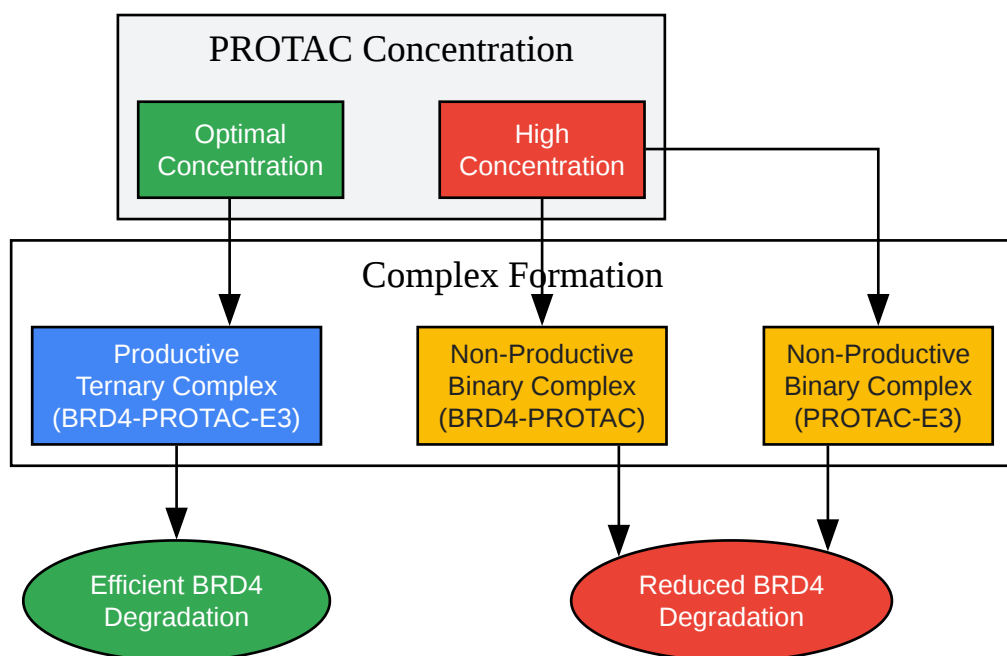 PROTAC Concentration
Optimal
Concentration
High
Concentration
Complex Formation
Productive
Ternary Complex
(BRD4-PROTAC-E3)
Non-Productive
Binary Complex
(BRD4-PROTAC)
Non-Productive
Binary Complex
(PROTAC-E3)
Efficient BRD4
Degradation
Reduced BRD4
Degradation